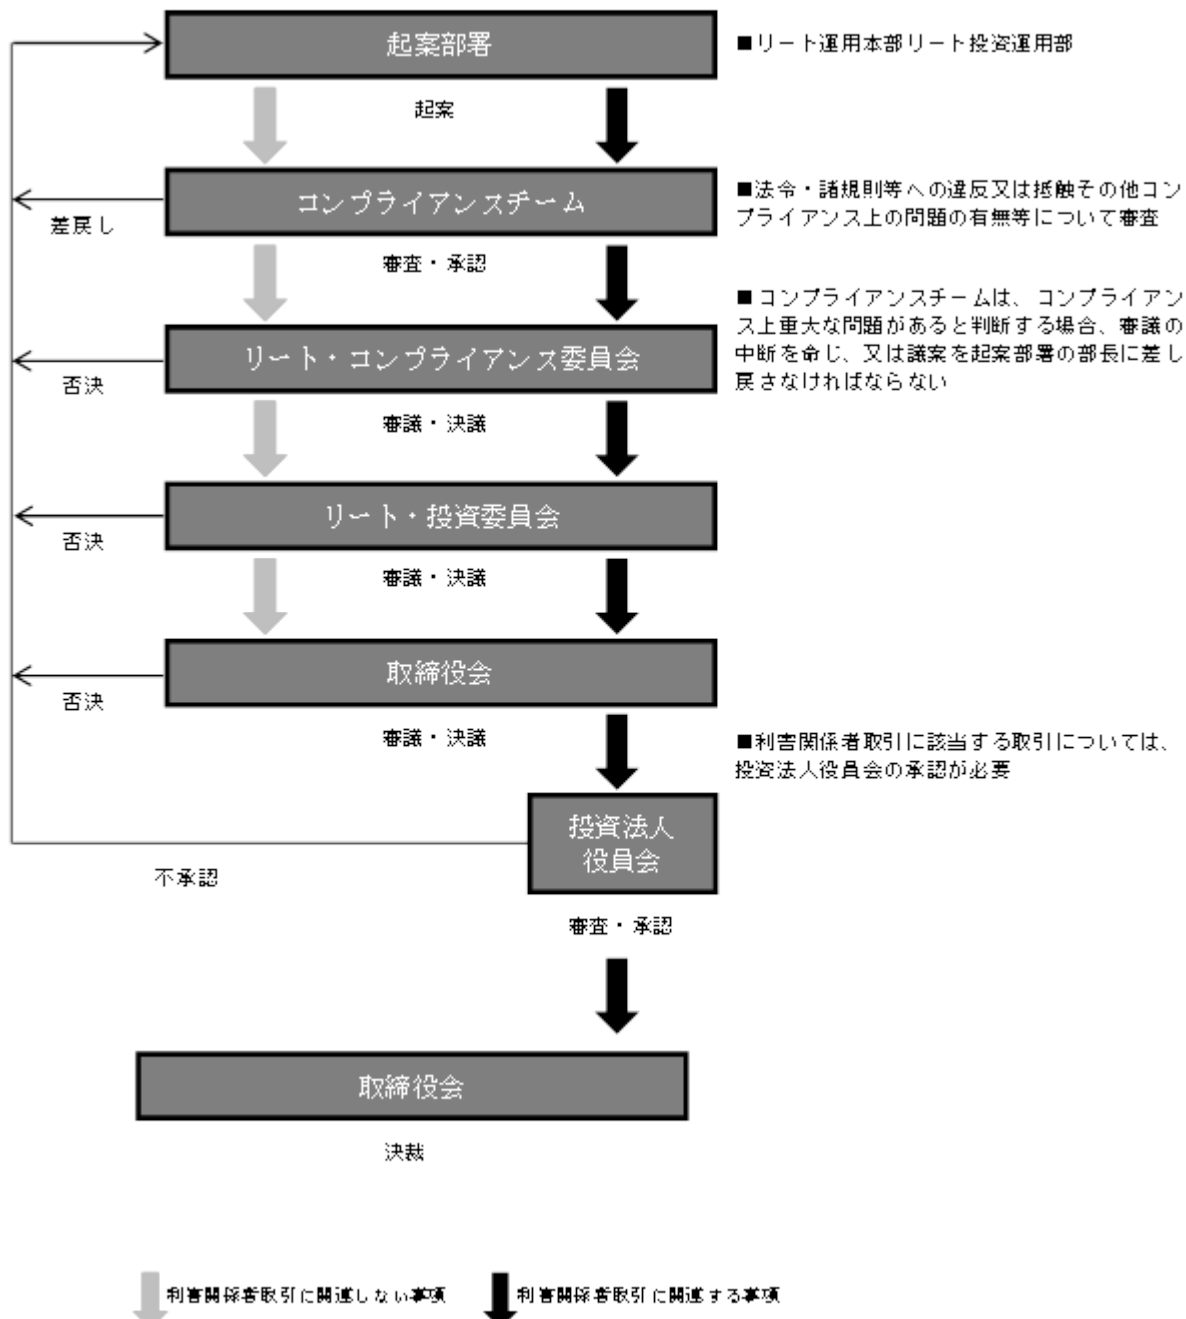 起案部署
■リート運用本部リート投資運用部
起案
コンプライアンスチーム
■法令・諸規則等への違反又は抵触その他コン
プライアンス上の問題の有無等について審査
差戻し
審査・承認
■コンプライアンスチームは、コンプライアン
ス上重大な問題があると判断する場合、審議の
中断を命じ、又は議案を起案部署の部長に差し
戻さなければならない
リート・コンプライアンス委員会
否決
審議・決議
リート・投資委員会
否決
審議・決議
取締役会
否決
審議・決議
■利害関係者取引に該当する取引については、
投資法人役員会の承認が必要
投資法人
役員会
不承認
審査・承認
取締役会
決裁
利害関係者取引に関連しない事項
利害関係者取引に関連する事項